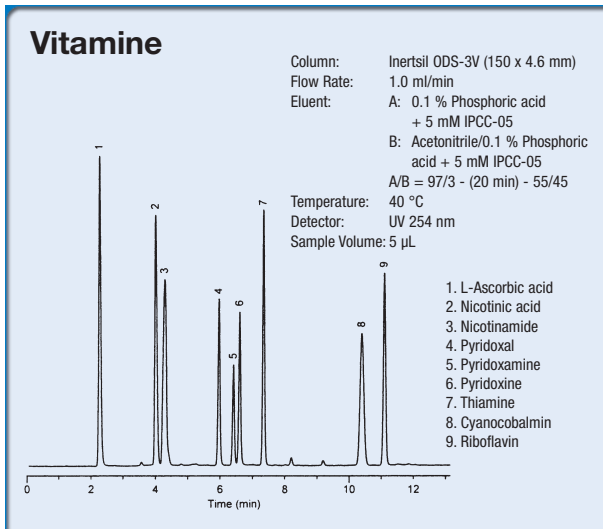 Vitamine
Column: Inertsil ODS-3V (150 x 4.6 mm)
Flow Rate: 1.0 ml/min
Eluent: A: 0.1 % Phosphoric acid
+ 5 mM IPCC-05
B: Acetonitrile/0.1 % Phosphoric
acid + 5 mM IPCC-05
A/B = 97/3 - (20 min) - 55/45
Temperature: 40 °C
Detector: UV 254 nm
Sample Volume: 5 µL
1
2
3
4
5
6
7
8
9
1. L-Ascorbic acid
2. Nicotinic acid
3. Nicotinamide
4. Pyridoxal
5. Pyridoxamine
6. Pyridoxine
7. Thiamine
8. Cyanocobalmin
9. Riboflavin
0 2 4 6 8 10 12
Time (min)